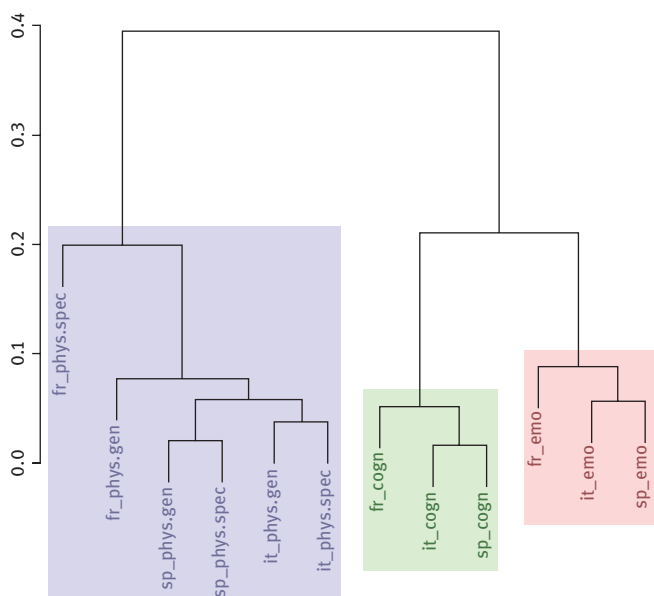 0.4
0.3
0.2
0.1
0.0
fr_phys.spec
fr_phys.gen
sp_phys.gen
sp_phys.spec
it_phys.gen
it_phys.spec
fr_cogn
it_cogn
sp_cogn
fr_emo
it_emo
sp_emo